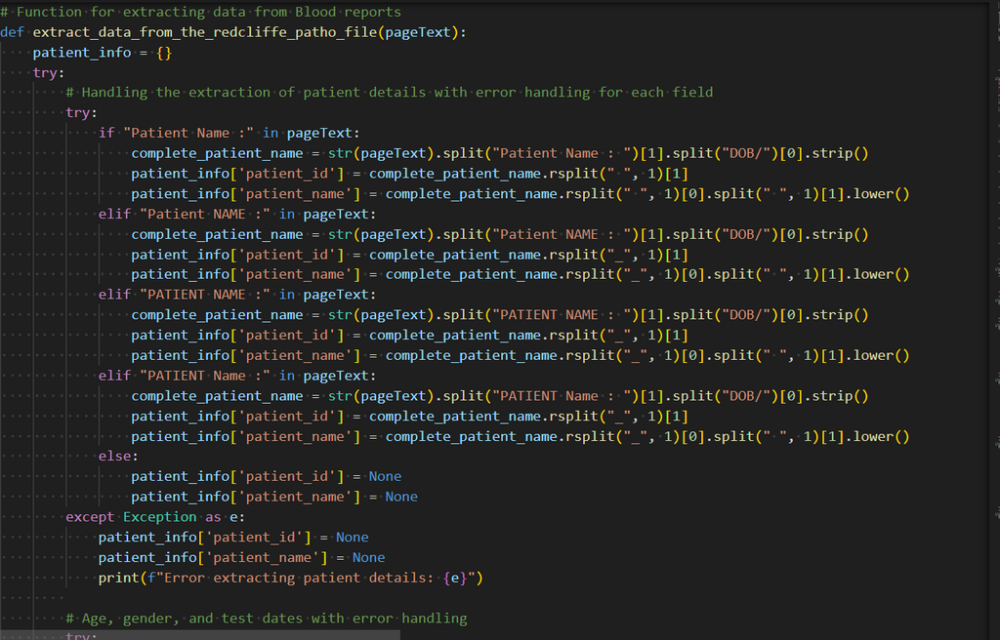 # Function for extracting data from Blood reports
def extract_data_from_the_redcliffe_patho_file(pageText):
    patient_info = {}
    try:
        # Handling the extraction of patient details with error handling for each field
        try:
            if "Patient Name :" in pageText:
                complete_patient_name = str(pageText).split("Patient Name : ")[1].split("DOB/")[0].strip()
                patient_info['patient_id'] = complete_patient_name.rsplit(" ", 1)[1]
                patient_info['patient_name'] = complete_patient_name.rsplit(" ", 1)[0].split(" ", 1)[1].lower()
            elif "Patient NAME :" in pageText:
                complete_patient_name = str(pageText).split("Patient NAME : ")[1].split("DOB/")[0].strip()
                patient_info['patient_id'] = complete_patient_name.rsplit("_", 1)[1]
                patient_info['patient_name'] = complete_patient_name.rsplit("_", 1)[0].split(" ", 1)[1].lower()
            elif "PATIENT NAME :" in pageText:
                complete_patient_name = str(pageText).split("PATIENT NAME : ")[1].split("DOB/")[0].strip()
                patient_info['patient_id'] = complete_patient_name.rsplit("_", 1)[1]
                patient_info['patient_name'] = complete_patient_name.rsplit("_", 1)[0].split(" ", 1)[1].lower()
            elif "PATIENT Name :" in pageText:
                complete_patient_name = str(pageText).split("PATIENT Name : ")[1].split("DOB/")[0].strip()
                patient_info['patient_id'] = complete_patient_name.rsplit("_", 1)[1]
                patient_info['patient_name'] = complete_patient_name.rsplit("_", 1)[0].split(" ", 1)[1].lower()
            else:
                patient_info['patient_id'] = None
                patient_info['patient_name'] = None
        except Exception as e:
            patient_info['patient_id'] = None
            patient_info['patient_name'] = None
            print(f"Error extracting patient details: {e}")

        # Age, gender, and test dates with error handling
        try: